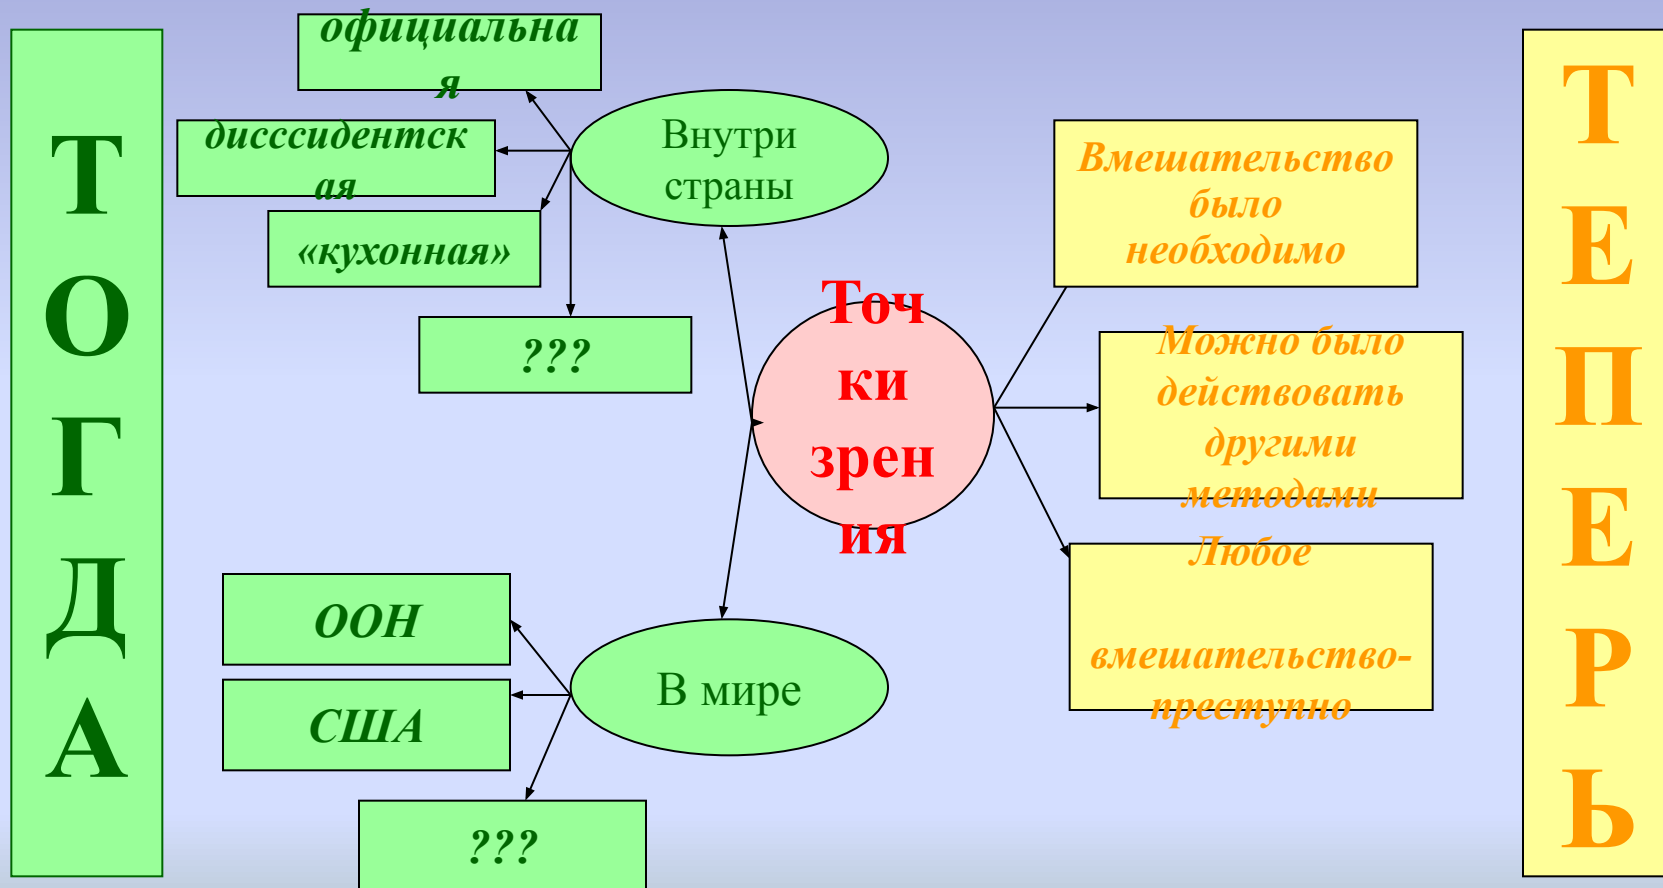 Т
О
Г
Д
А
официальна
я
дисссидентск
ая
«кухонная»
???
Внутри
страны
Точ
ки
зрен
ия
ООН
США
???
В мире
Вмешательство
было
необходимо
Можно было
действовать
другими
методами
Любое
вмешательство-
преступно
Т
Е
П
Е
Р
Ь